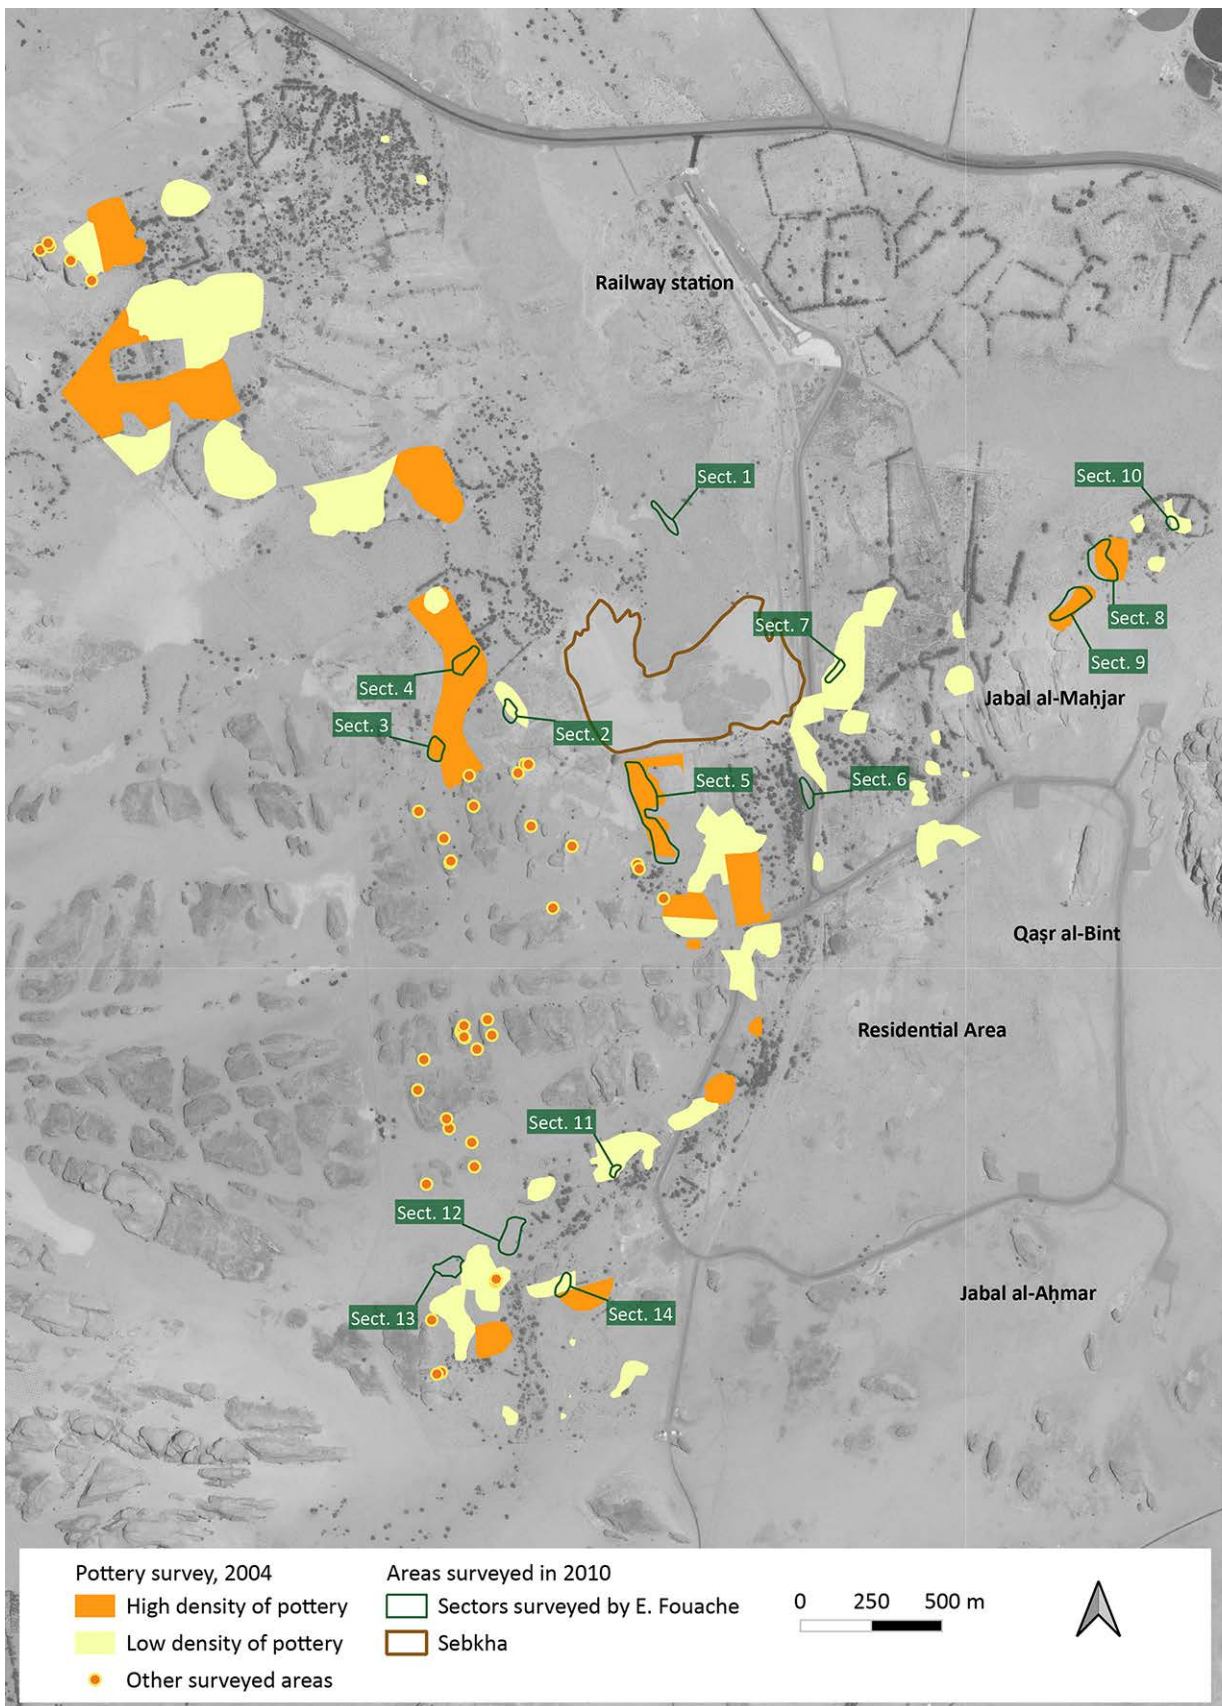 Railway station
Sect. 1
Sect. 10
Sect. 8
Sect. 7
Sect. 9
Sect. 4
Jabal al-Maḥjar
Sect. 3
Sect. 2
Sect. 5
Sect. 6
Qaṣr al-Bint
Residential Area
Sect. 11
Sect. 12
Jabal al-Aḥmar
Sect. 13
Sect. 14
Pottery survey, 2004
High density of pottery
Low density of pottery
Other surveyed areas
Areas surveyed in 2010
Sectors surveyed by E. Fouache
Sebkha
0 250 500 m